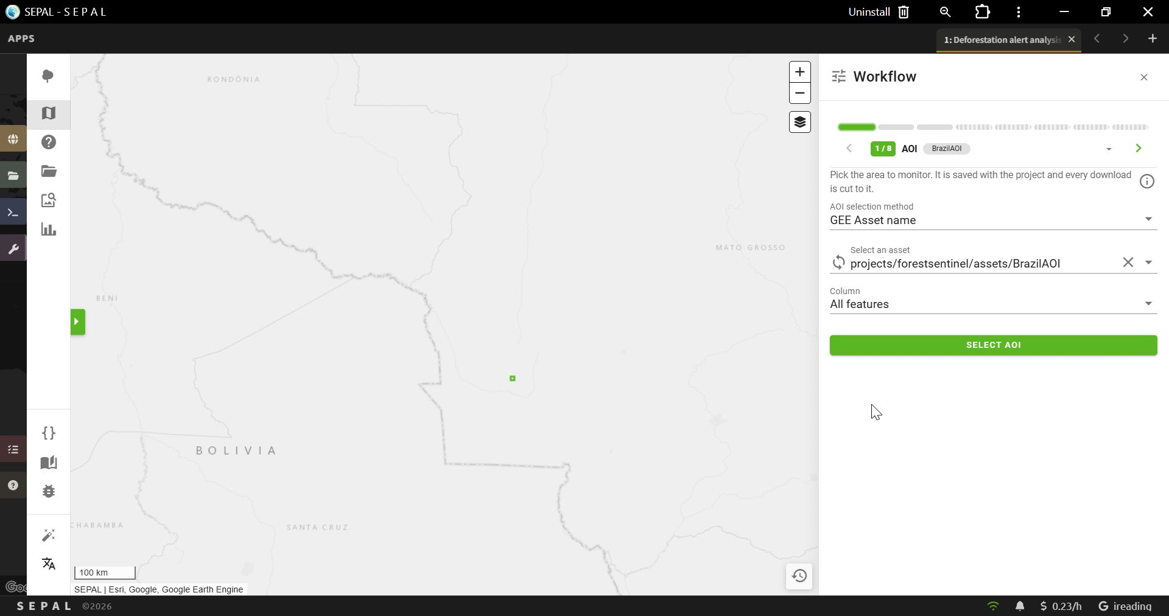 SEPAL - S E P A L
Uninstall
APPS
1: Deforestation alert analysis
RONDÔNIA
MATO GROSSO
BENI
BOLIVIA
SANTA CRUZ
CHABAMBA
100 km
SEPAL | Esri, Google, Google Earth Engine
Workflow
1 / 8 AOI BrazilAOI
Pick the area to monitor. It is saved with the project and every download
is cut to it.
AOI selection method
GEE Asset name
Select an asset
projects/forestsentinel/assets/BrazilAOI
Column
All features
SELECT AOI
Goo
S E P A L ©2026
$ 0.23/h
ireading